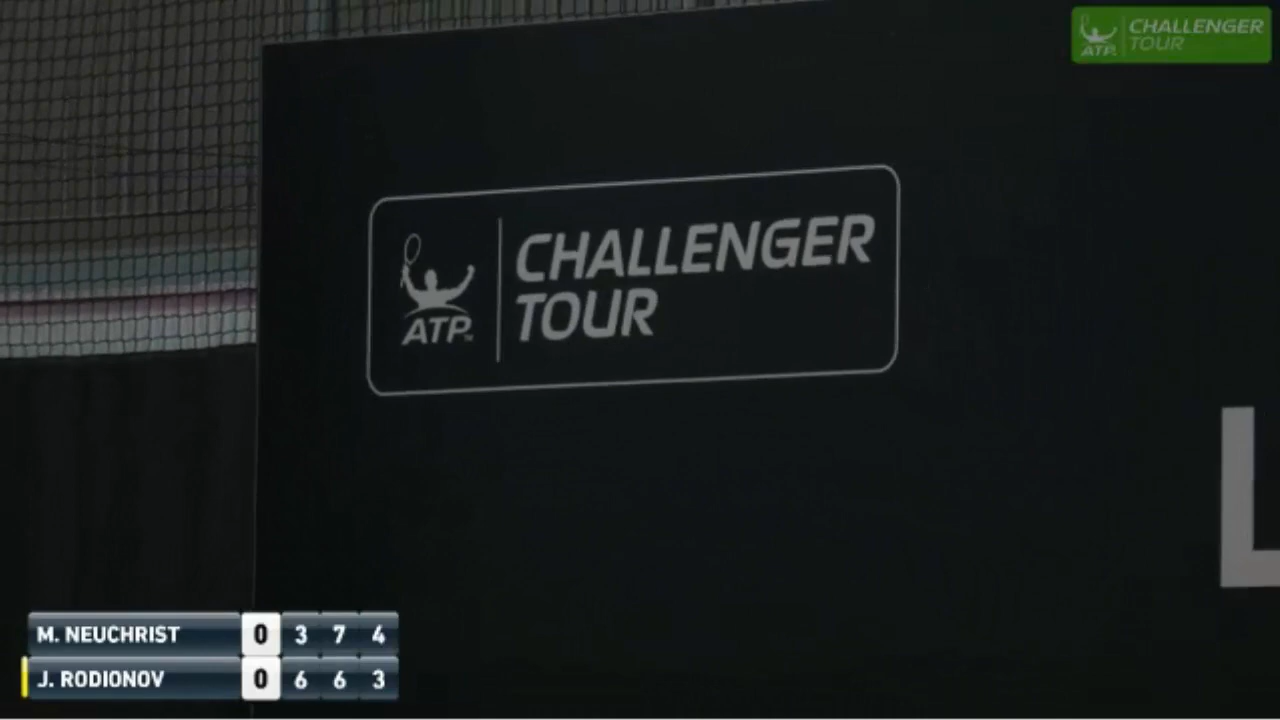 CHALLENGER
TOUR
ATP
CHALLENGER
TOUR
ATP
L
M. NEUCHRIST 0 3 7 4
J. RODIONOV 0 6 6 3